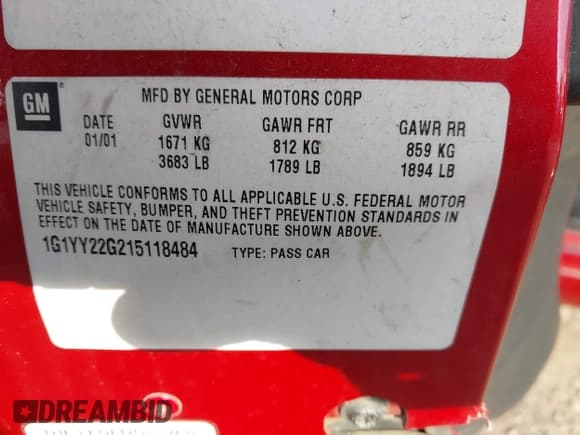 GM
MFD BY GENERAL MOTORS CORP
DATE GVWR GAWR FRT GAWR RR
01/01 1671 KG 812 KG 859 KG
3683 LB 1789 LB 1894 LB
THIS VEHICLE CONFORMS TO ALL APPLICABLE U.S. FEDERAL MOTOR
VEHICLE SAFETY, BUMPER, AND THEFT PREVENTION STANDARDS IN
EFFECT ON THE DATE OF MANUFACTURE SHOWN ABOVE.
1G1YY22G215118484 TYPE: PASS CAR
DREAMBID